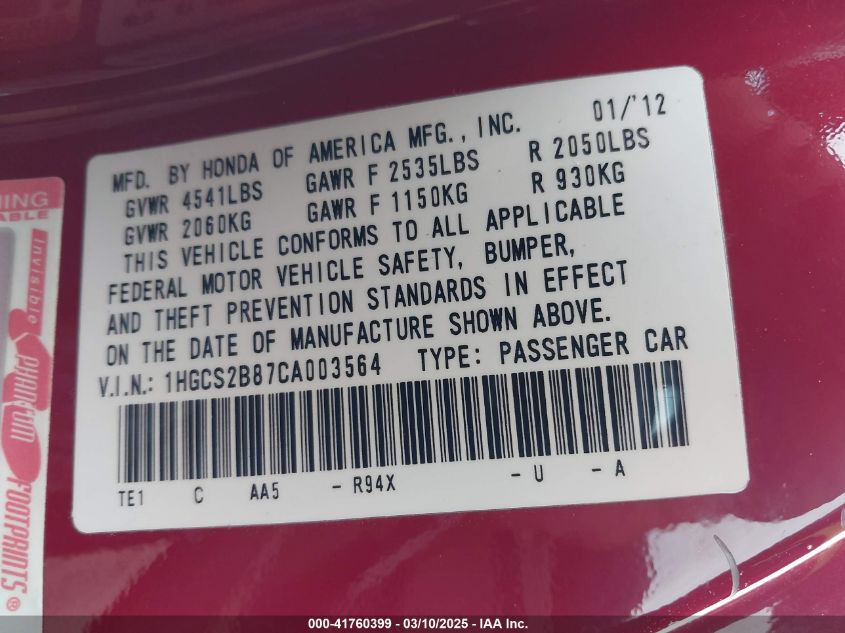 MFD. BY HONDA OF AMERICA MFG., INC. 01/'12
GVWR 4541LBS GAWR F 2535LBS R 2050LBS
GVWR 2060KG GAWR F 1150KG R 930KG
THIS VEHICLE CONFORMS TO ALL APPLICABLE
FEDERAL MOTOR VEHICLE SAFETY, BUMPER,
AND THEFT PREVENTION STANDARDS IN EFFECT
ON THE DATE OF MANUFACTURE SHOWN ABOVE.
V.I.N.: 1HGCS2B87CA003564 TYPE: PASSENGER CAR
TE1 C AA5 - R94X - U - A
NING
ABLE
Invisible
PHANTOM
FOOTPRINTS®
000-41760399 — 03/10/2025 — IAA Inc.